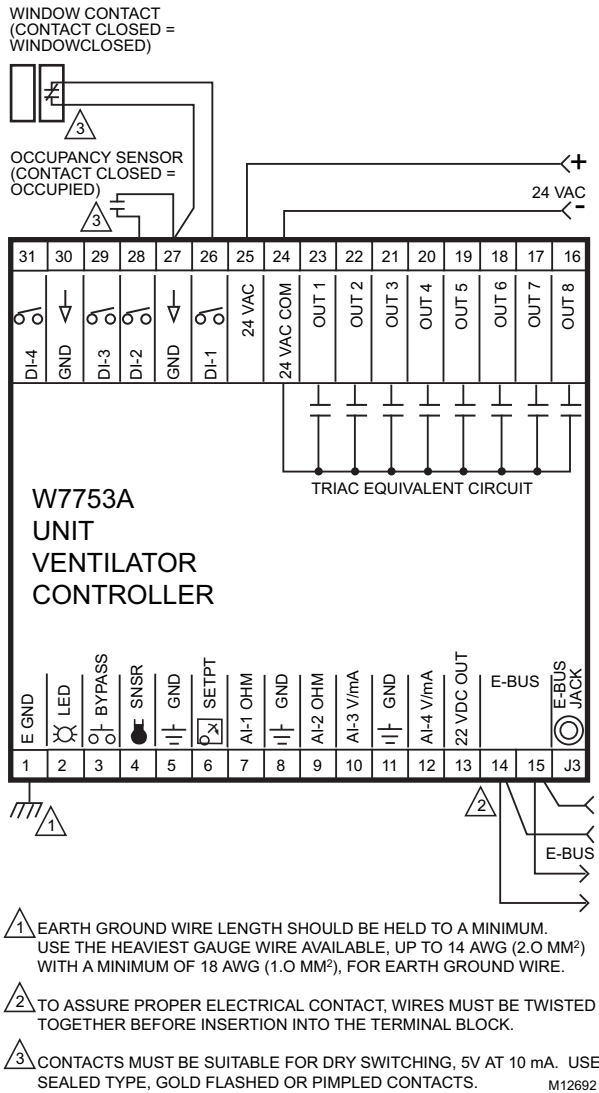 WINDOW CONTACT
(CONTACT CLOSED =
WINDOWCLOSED)
3
OCCUPANCY SENSOR
(CONTACT CLOSED =
OCCUPIED)
3
+
24 VAC
-
31 30 29 28 27 26 25 24 23 22 21 20 19 18 17 16
DI-4
GND
DI-3
DI-2
GND
DI-1
24 VAC
24 VAC COM
OUT 1
OUT 2
OUT 3
OUT 4
OUT 5
OUT 6
OUT 7
OUT 8
TRIAC EQUIVALENT CIRCUIT
W7753A
UNIT
VENTILATOR
CONTROLLER
E GND
LED
BYPASS
SNSR
GND
SETPT
AI-1 OHM
GND
AI-2 OHM
AI-3 V/mA
GND
AI-4 V/mA
22 VDC OUT
E-BUS
E-BUS
JACK
1 2 3 4 5 6 7 8 9 10 11 12 13 14 15 J3
1
2
E-BUS
1 EARTH GROUND WIRE LENGTH SHOULD BE HELD TO A MINIMUM.
USE THE HEAVIEST GAUGE WIRE AVAILABLE, UP TO 14 AWG (2.O MM²)
WITH A MINIMUM OF 18 AWG (1.O MM²), FOR EARTH GROUND WIRE.
2 TO ASSURE PROPER ELECTRICAL CONTACT, WIRES MUST BE TWISTED
TOGETHER BEFORE INSERTION INTO THE TERMINAL BLOCK.
3 CONTACTS MUST BE SUITABLE FOR DRY SWITCHING, 5V AT 10 mA. USE
SEALED TYPE, GOLD FLASHED OR PIMPLED CONTACTS.
M12692